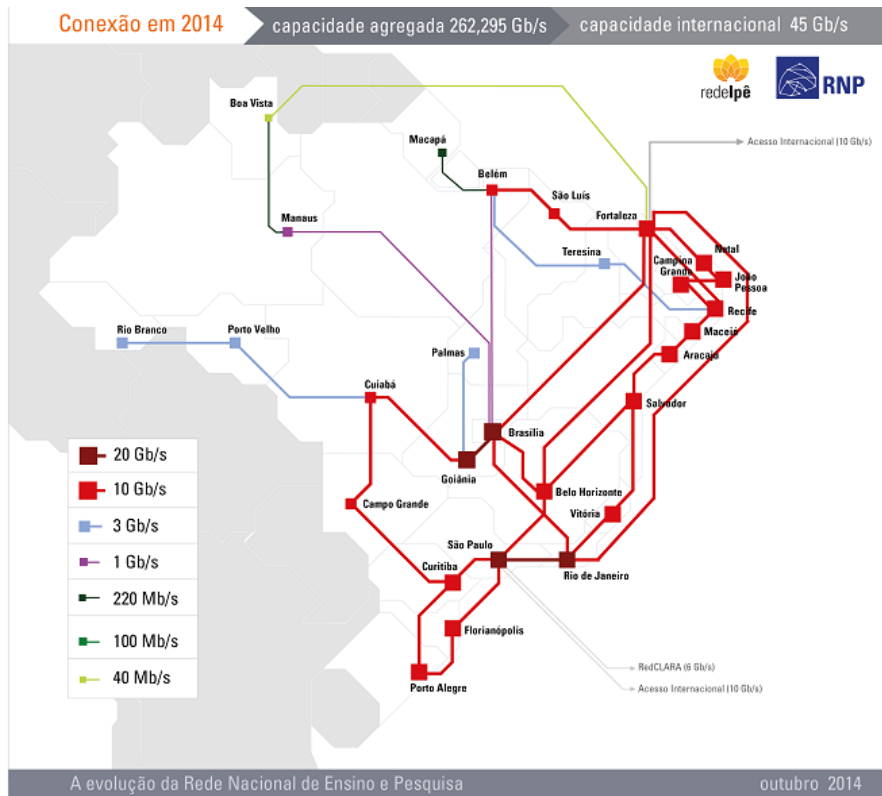 Conexão em 2014
capacidade agregada 262,295 Gb/s
capacidade internacional 45 Gb/s
redeIpê
RNP
Boa Vista
Macapá
Acesso Internacional (10 Gb/s)
Belém
São Luís
Fortaleza
Manaus
Teresina
Natal
Campina
Grande
João
Pessoa
Recife
Maceió
Rio Branco
Porto Velho
Palmas
Aracajú
Cuiabá
Salvador
Brasília
Goiânia
Belo Horizonte
Campo Grande
Vitória
São Paulo
Rio de Janeiro
Curitiba
Florianópolis
Porto Alegre
RedCLARA (6 Gb/s)
Acesso Internacional (10 Gb/s)
20 Gb/s
10 Gb/s
3 Gb/s
1 Gb/s
220 Mb/s
100 Mb/s
40 Mb/s
A evolução da Rede Nacional de Ensino e Pesquisa
outubro 2014